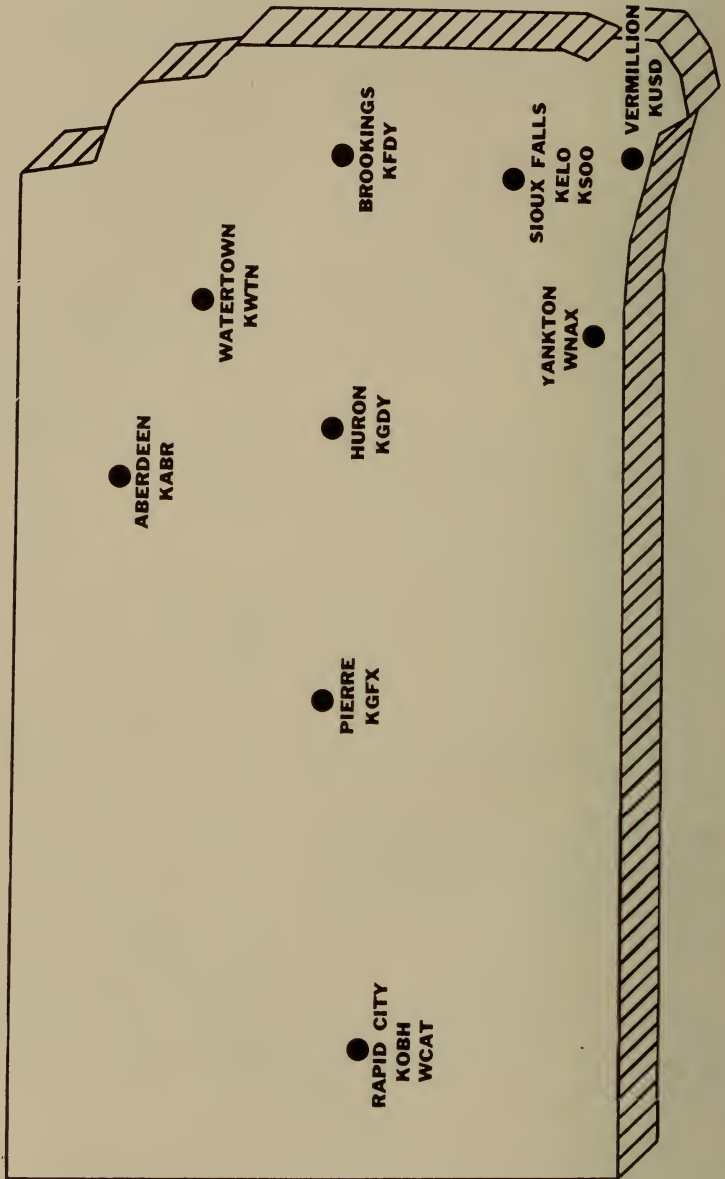 ABERDEEN
KABR
WATERTOWN
KWTN
RAPID CITY
KOBH
WCAT
PIERRE
KGFX
HURON
KGDY
BROOKINGS
KFDY
YANKTON
WNAX
SIOUX FALLS
KELO
KSOO
VERMILLION
KUSD